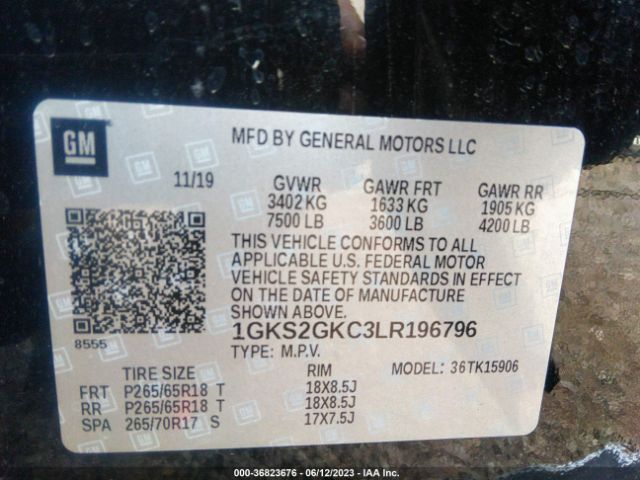 GM
MFD BY GENERAL MOTORS LLC
11/19 GVWR GAWR FRT GAWR RR
3402 KG 1633 KG 1905 KG
7500 LB 3600 LB 4200 LB
THIS VEHICLE CONFORMS TO ALL
APPLICABLE U.S. FEDERAL MOTOR
VEHICLE SAFETY STANDARDS IN EFFECT
ON THE DATE OF MANUFACTURE
SHOWN ABOVE.
8555
1GKS2GKC3LR196796
TYPE: M.P.V. MODEL: 36TK15906
TIRE SIZE RIM
FRT P265/65R18 T 18X8.5J
RR P265/65R18 T 18X8.5J
SPA 265/70R17 S 17X7.5J
000-36823676 - 06/12/2023 - IAA Inc.